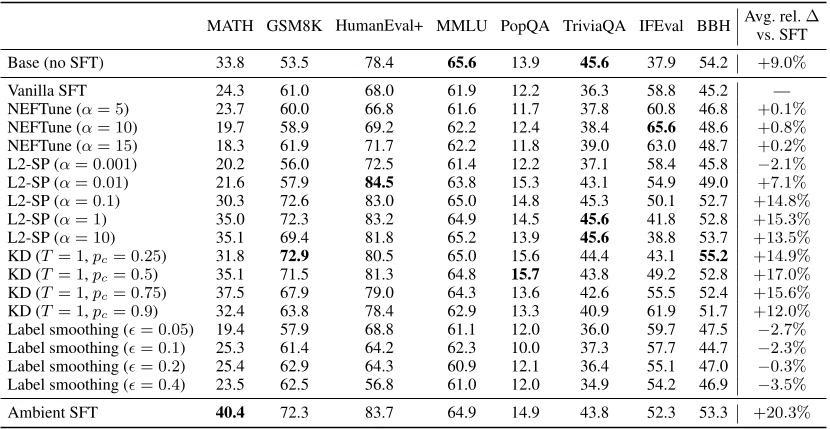 MATH GSM8K HumanEval+ MMLU PopQA TriviaQA IFEval BBH Avg. rel. Δ vs. SFT
Base (no SFT) 33.8 53.5 78.4 65.6 13.9 45.6 37.9 54.2 +9.0%
Vanilla SFT 24.3 61.0 68.0 61.9 12.2 36.3 58.8 45.2 —
NEFTune (α = 5) 23.7 60.0 66.8 61.6 11.7 37.8 60.8 46.8 +0.1%
NEFTune (α = 10) 19.7 58.9 69.2 62.2 12.4 38.4 65.6 48.6 +0.8%
NEFTune (α = 15) 18.3 61.9 71.7 62.2 11.8 39.0 63.0 48.7 +0.2%
L2-SP (α = 0.001) 20.2 56.0 72.5 61.4 12.2 37.1 58.4 45.8 −2.1%
L2-SP (α = 0.01) 21.6 57.9 84.5 63.8 15.3 43.1 54.9 49.0 +7.1%
L2-SP (α = 0.1) 30.3 72.6 83.0 65.0 14.8 45.3 50.1 52.7 +14.8%
L2-SP (α = 1) 35.0 72.3 83.2 64.9 14.5 45.6 41.8 52.8 +15.3%
L2-SP (α = 10) 35.1 69.4 81.8 65.2 13.9 45.6 38.8 53.7 +13.5%
KD (T = 1, p_c = 0.25) 31.8 72.9 80.5 65.0 15.6 44.4 43.1 55.2 +14.9%
KD (T = 1, p_c = 0.5) 35.1 71.5 81.3 64.8 15.7 43.8 49.2 52.8 +17.0%
KD (T = 1, p_c = 0.75) 37.5 67.9 79.0 64.3 13.6 42.6 55.5 52.4 +15.6%
KD (T = 1, p_c = 0.9) 32.4 63.8 78.4 62.9 13.3 40.9 61.9 51.7 +12.0%
Label smoothing (ϵ = 0.05) 19.4 57.9 68.8 61.1 12.0 36.0 59.7 47.5 −2.7%
Label smoothing (ϵ = 0.1) 25.3 61.4 64.2 62.3 10.0 37.3 57.7 44.7 −2.3%
Label smoothing (ϵ = 0.2) 25.4 62.9 64.3 60.9 12.1 36.4 55.1 47.0 −0.3%
Label smoothing (ϵ = 0.4) 23.5 62.5 56.8 61.0 12.0 34.9 54.2 46.9 −3.5%
Ambient SFT 40.4 72.3 83.7 64.9 14.9 43.8 52.3 53.3 +20.3%